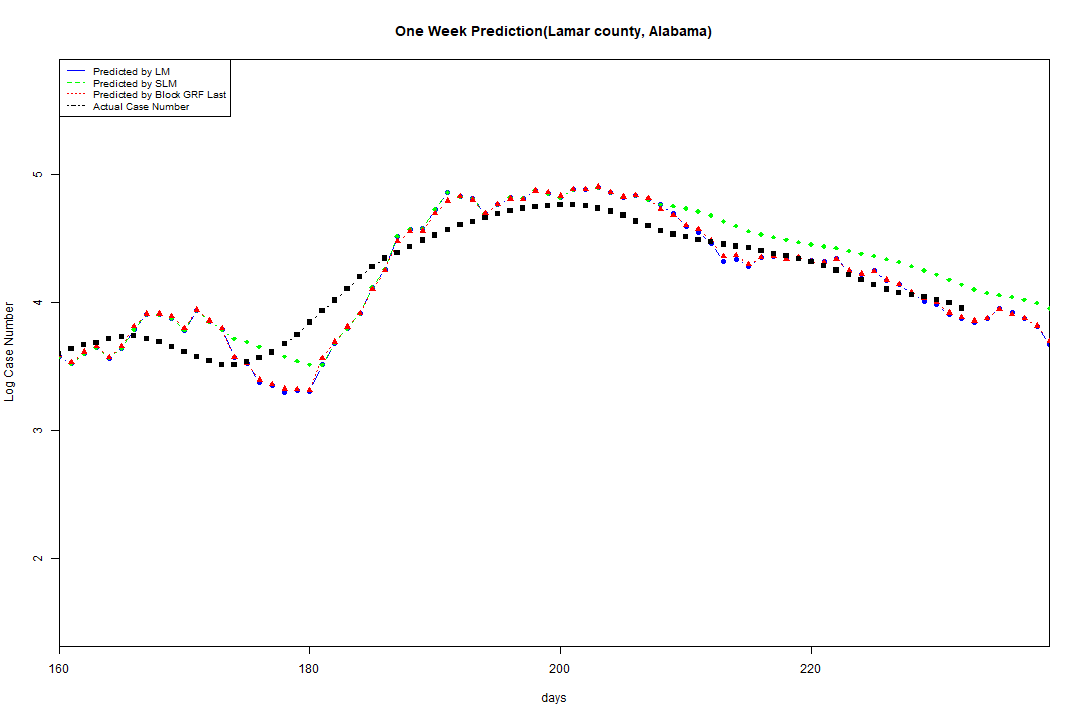 One Week Prediction(Lamar county, Alabama)
Predicted by LM
Predicted by SLM
Predicted by Block GRF Last
Actual Case Number
5
4
3
2
Log Case Number
160
180
200
220
days